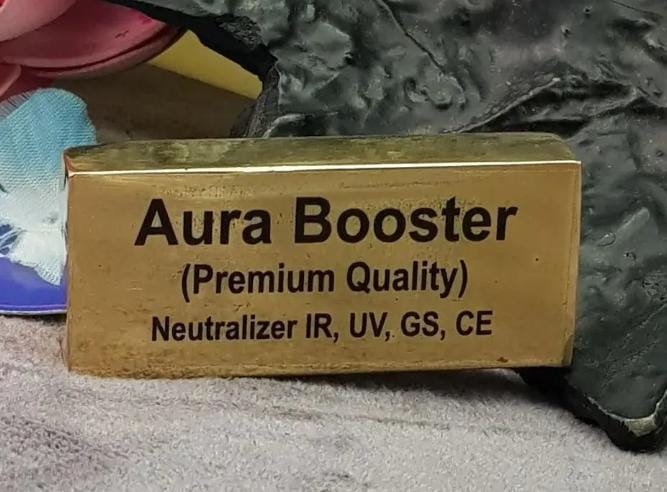 Aura Booster
(Premium Quality)
Neutralizer IR, UV, GS, CE